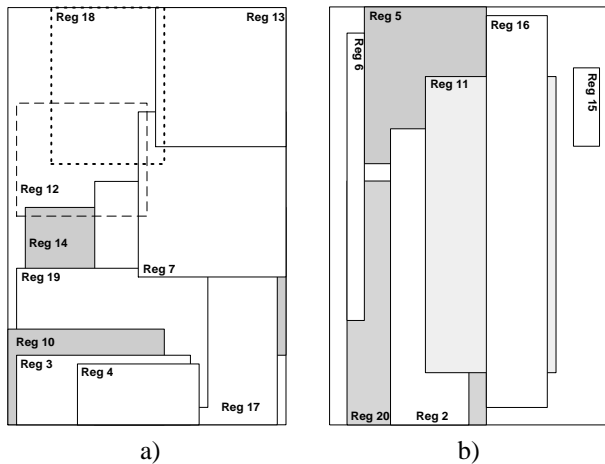 Reg 18
Reg 13
Reg 12
Reg 14
Reg 7
Reg 19
Reg 10
Reg 3
Reg 4
Reg 17
a)
Reg 5
Reg 16
Reg 6
Reg 11
Reg 15
Reg 20
Reg 2
b)